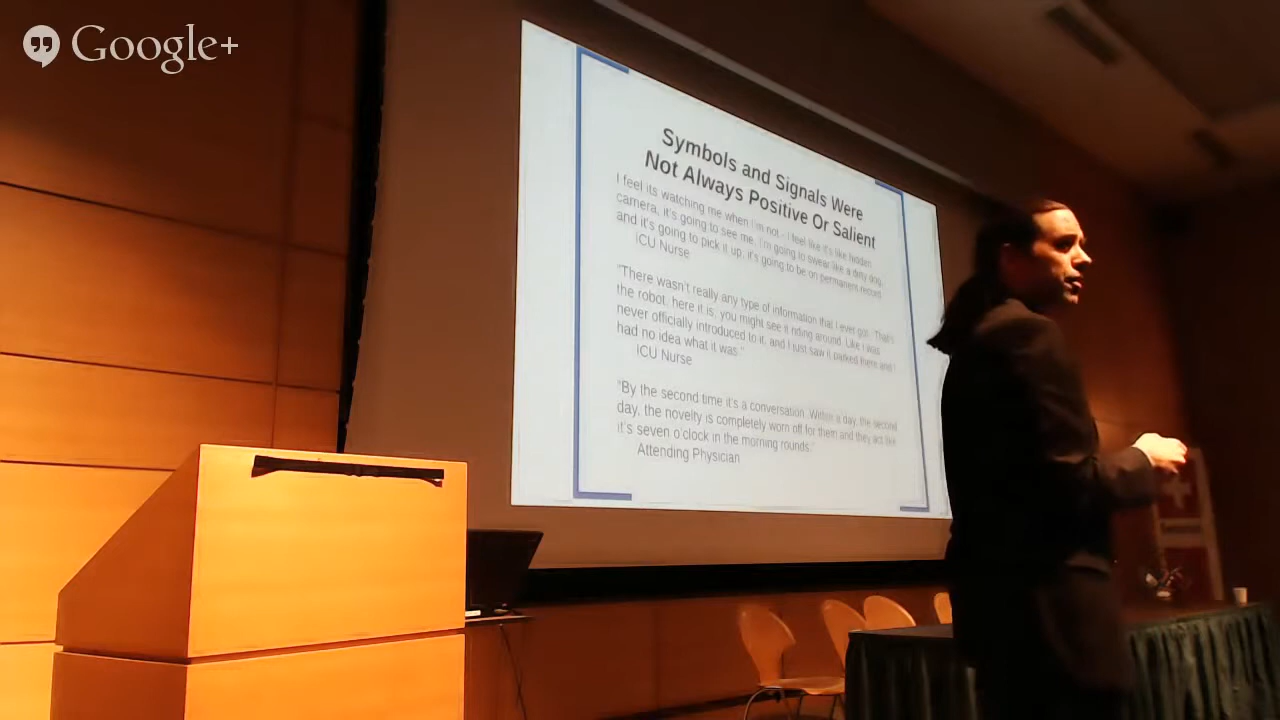 Google+
Symbols and Signals Were
Not Always Positive Or Salient
I feel its watching me when I'm not - I feel like it's like hidden
camera, it's going to see me, I'm going to swear like a dirty dog,
and it's going to pick it up, it's going to be on permanent record
ICU Nurse
"There wasn't really any type of information that I ever got. That's
the robot, here it is, you might see it riding around. Like I was
never officially introduced to it, and I just saw it parked there and I
had no idea what it was."
ICU Nurse
"By the second time it's a conversation. Within a day, the second
day, the novelty is completely worn off for them and they act like
it's seven o'clock in the morning rounds."
Attending Physician